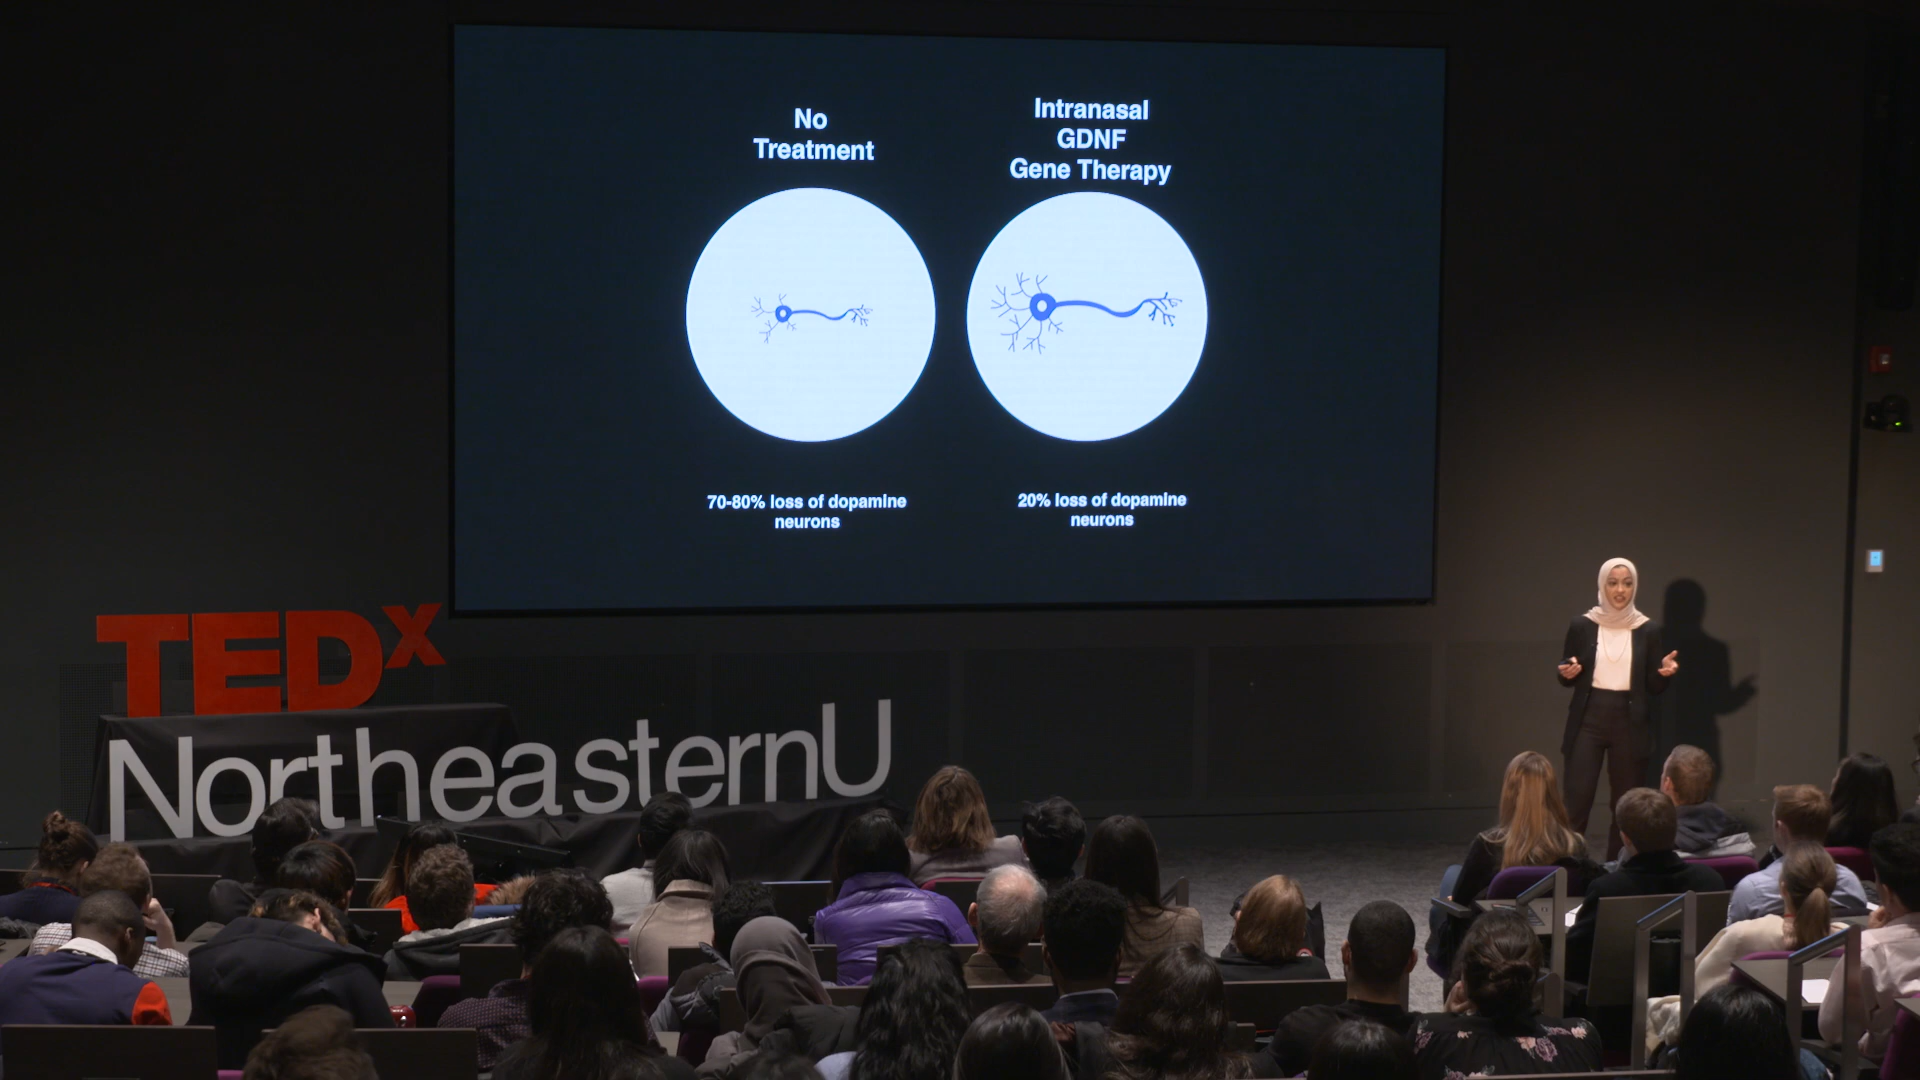 No
Treatment
Intranasal
GDNF
Gene Therapy
70-80% loss of dopamine
neurons
20% loss of dopamine
neurons
TEDx
NortheasternU